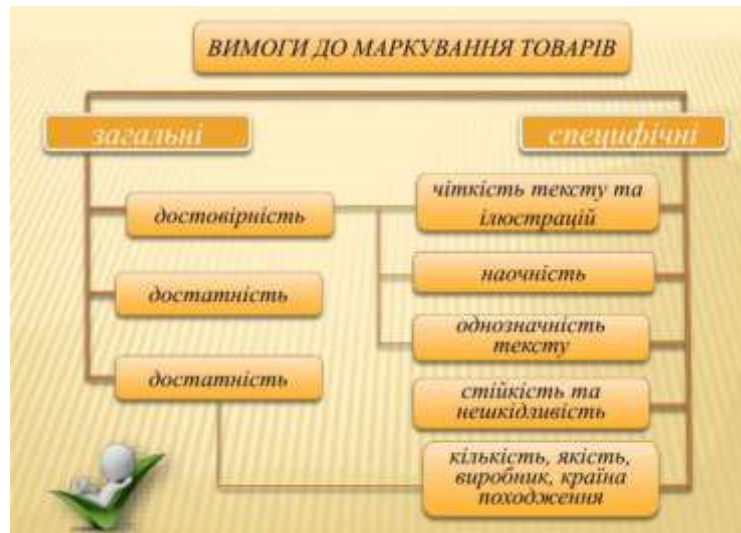 ВИМОГИ ДО МАРКУВАННЯ ТОВАРІВ
загальні
специфічні
достовірність
достатність
достатність
чіткість тексту та
ілюстрацій
наочність
однозначність
тексту
стійкість та
нешкідливість
кількість, якість,
виробник, країна
походження